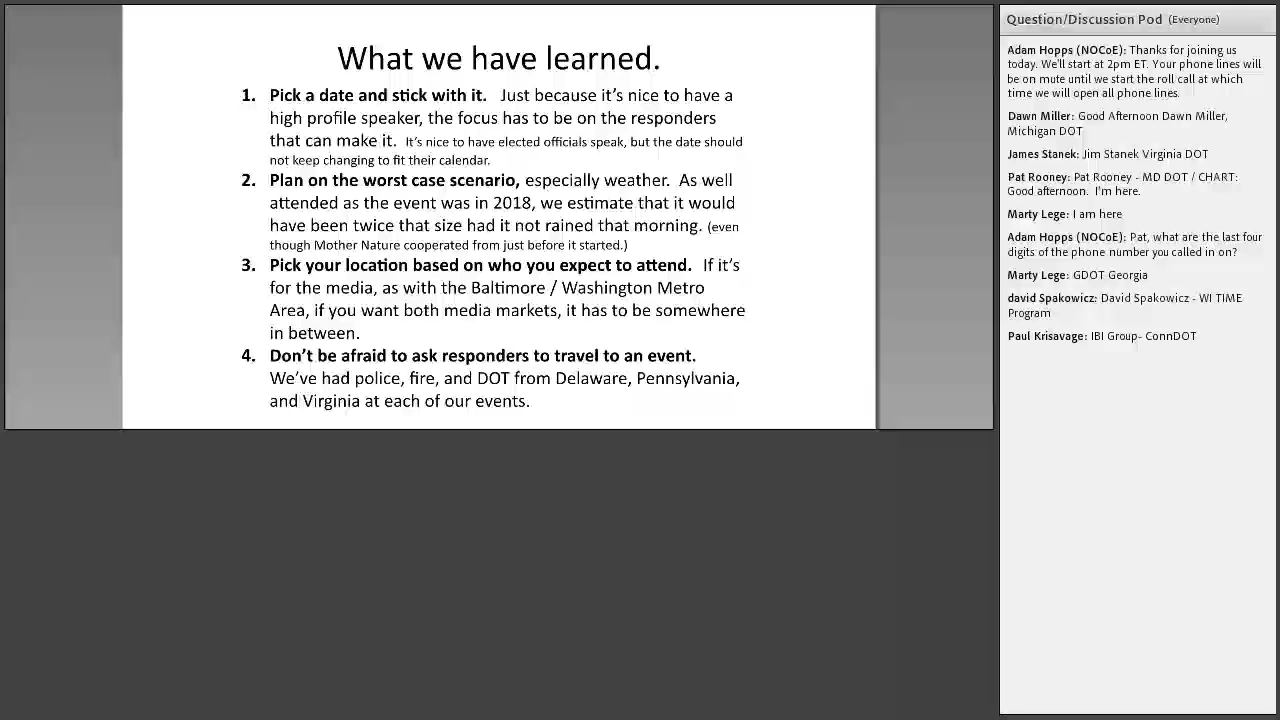 What we have learned.
1. Pick a date and stick with it. Just because it's nice to have a
high profile speaker, the focus has to be on the responders
that can make it. It's nice to have elected officials speak, but the date should
not keep changing to fit their calendar.
2. Plan on the worst case scenario, especially weather. As well
attended as the event was in 2018, we estimate that it would
have been twice that size had it not rained that morning. (even
though Mother Nature cooperated from just before it started.)
3. Pick your location based on who you expect to attend. If it's
for the media, as with the Baltimore / Washington Metro
Area, if you want both media markets, it has to be somewhere
in between.
4. Don't be afraid to ask responders to travel to an event.
We've had police, fire, and DOT from Delaware, Pennsylvania,
and Virginia at each of our events.
Question/Discussion Pod (Everyone)
Adam Hopps (NOCoE): Thanks for joining us
today. We'll start at 2pm ET. Your phone lines will
be on mute until we start the roll call at which
time we will open all phone lines.
Dawn Miller: Good Afternoon Dawn Miller,
Michigan DOT
James Stanek: Jim Stanek Virginia DOT
Pat Rooney: Pat Rooney - MD DOT / CHART:
Good afternoon. I'm here.
Marty Lege: I am here
Adam Hopps (NOCoE): Pat, what are the last four
digits of the phone number you called in on?
Marty Lege: GDOT Georgia
david Spakowicz: David Spakowicz - WI TIME
Program
Paul Krisavage: IBI Group- ConnDOT